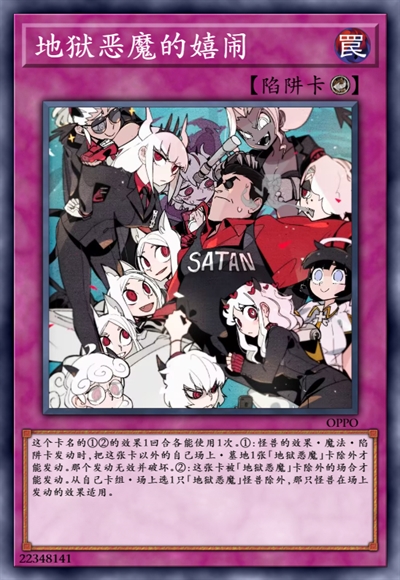 地狱恶魔的嬉闹
罠
【陷阱卡】
SATAN
OPPO
这个卡名的①②的效果1回合各能使用1次。①:怪兽的效果·魔法·陷
阱卡发动时,把这张卡以外的自己场上·墓地1张「地狱恶魔」卡除外才
能发动。那个发动无效并破坏。②:这张卡被「地狱恶魔」卡除外的场合才
能发动。从自己卡组·场上选1只「地狱恶魔」怪兽除外,那只怪兽在场上
发动的效果适用。
22348141